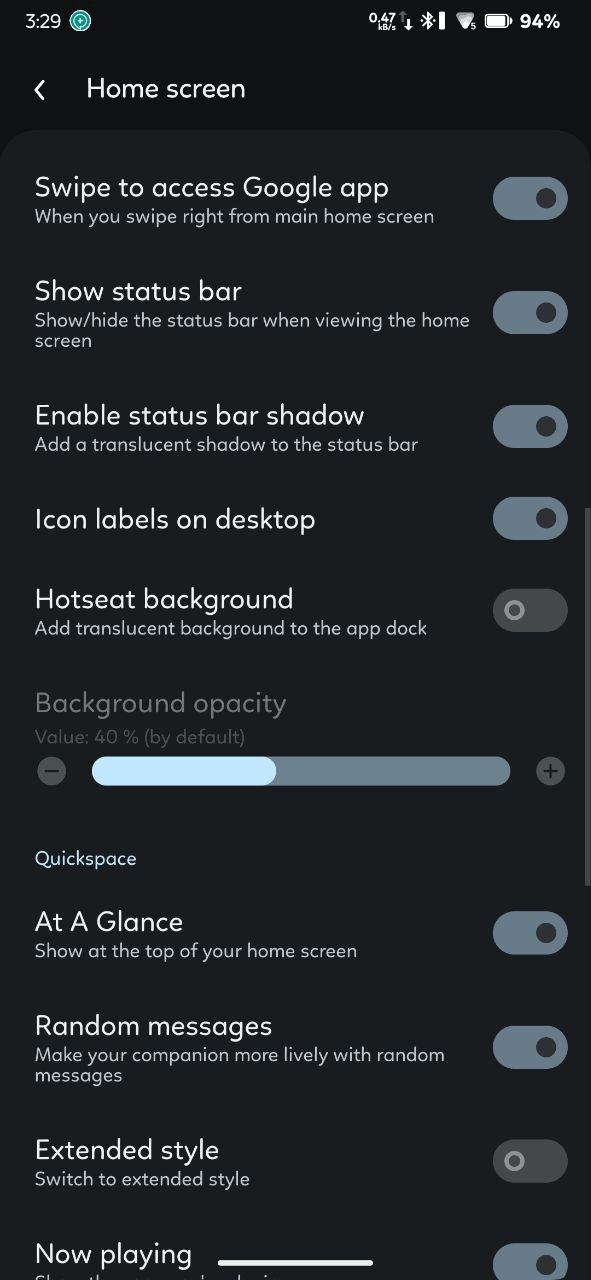 3:29
0.47
kB/s
5
94%
Home screen
Swipe to access Google app
When you swipe right from main home screen
Show status bar
Show/hide the status bar when viewing the home
screen
Enable status bar shadow
Add a translucent shadow to the status bar
Icon labels on desktop
Hotseat background
Add translucent background to the app dock
Background opacity
Value: 40 % (by default)
Quickspace
At A Glance
Show at the top of your home screen
Random messages
Make your companion more lively with random
messages
Extended style
Switch to extended style
Now playing